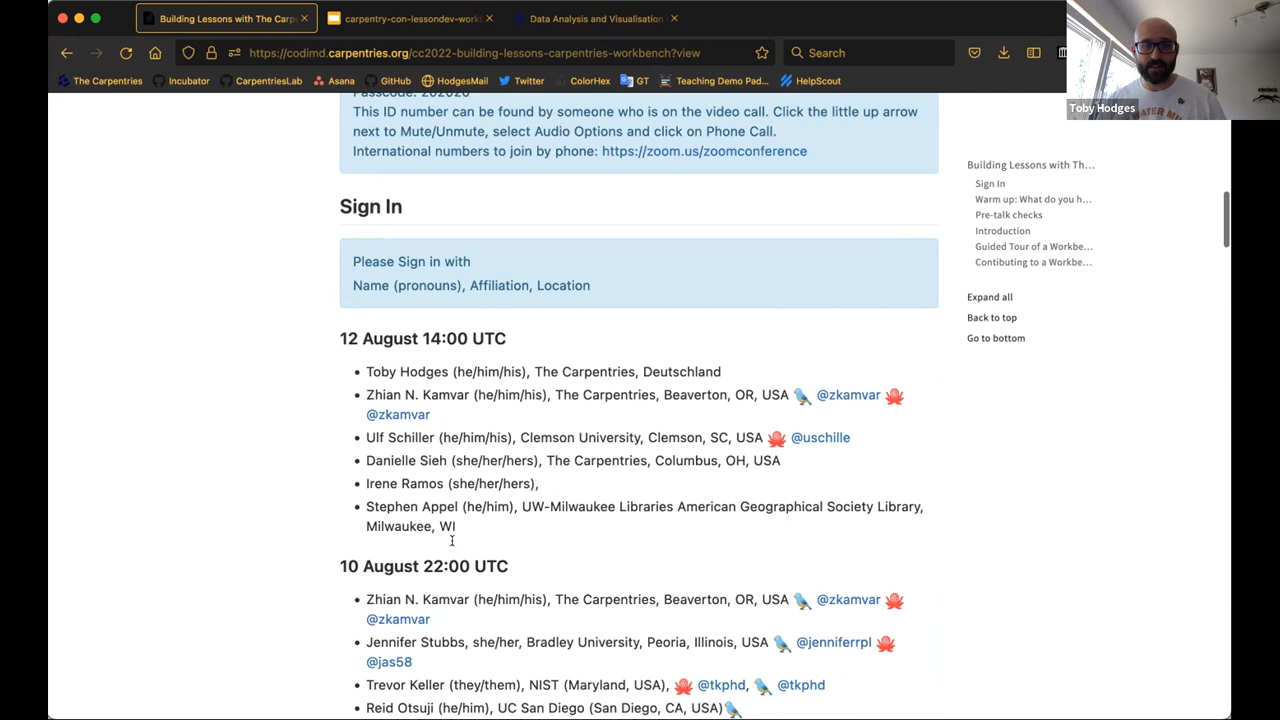 Building Lessons with The Carpe
carpentry-con-lessondev-work
Data Analysis and Visualisation
https://codimd.carpentries.org/cc2022-building-lessons-carpentries-workbench?view
Search
The Carpentries
Incubator
CarpentriesLab
Asana
GitHub
HodgesMail
Twitter
ColorHex
GT
Teaching Demo Pad...
HelpScout
Toby Hodges
This ID number can be found by someone who is on the video call. Click the little up arrow
next to Mute/Unmute, select Audio Options and click on Phone Call.
International numbers to join by phone: https://zoom.us/zoomconference
Sign In
Please Sign in with
Name (pronouns), Affiliation, Location
12 August 14:00 UTC
• Toby Hodges (he/him/his), The Carpentries, Deutschland
• Zhian N. Kamvar (he/him/his), The Carpentries, Beaverton, OR, USA @zkamvar
@zkamvar
• Ulf Schiller (he/him/his), Clemson University, Clemson, SC, USA @uschille
• Danielle Sieh (she/her/hers), The Carpentries, Columbus, OH, USA
• Irene Ramos (she/her/hers),
• Stephen Appel (he/him), UW-Milwaukee Libraries American Geographical Society Library,
Milwaukee, WI
10 August 22:00 UTC
• Zhian N. Kamvar (he/him/his), The Carpentries, Beaverton, OR, USA @zkamvar
@zkamvar
• Jennifer Stubbs, she/her, Bradley University, Peoria, Illinois, USA @jenniferrpl
@jas58
• Trevor Keller (they/them), NIST (Maryland, USA), @tkphd, @tkphd
• Reid Otsuji (he/him), UC San Diego (San Diego, CA, USA)
Building Lessons with Th...
Sign In
Warm up: What do you h...
Pre-talk checks
Introduction
Guided Tour of a Workbe...
Contibuting to a Workbe...
Expand all
Back to top
Go to bottom